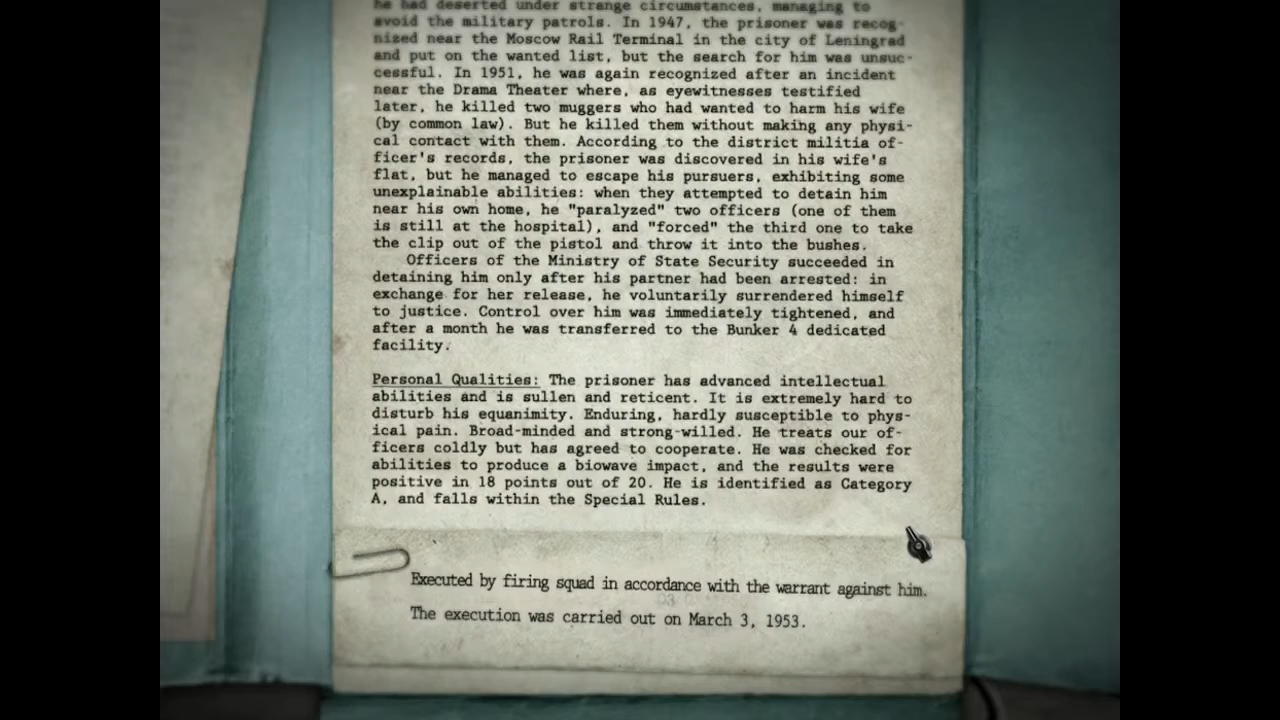 he had deserted under strange circumstances, managing to
avoid the military patrols. In 1947, the prisoner was recog-
nized near the Moscow Rail Terminal in the city of Leningrad
and put on the wanted list, but the search for him was unsuc-
cessful. In 1951, he was again recognized after an incident
near the Drama Theater where, as eyewitnesses testified
later, he killed two muggers who had wanted to harm his wife
(by common law). But he killed them without making any physi-
cal contact with them. According to the district militia of-
ficer's records, the prisoner was discovered in his wife's
flat, but he managed to escape his pursuers, exhibiting some
unexplainable abilities: when they attempted to detain him
near his own home, he "paralyzed" two officers (one of them
is still at the hospital), and "forced" the third one to take
the clip out of the pistol and throw it into the bushes.
Officers of the Ministry of State Security succeeded in
detaining him only after his partner had been arrested: in
exchange for her release, he voluntarily surrendered himself
to justice. Control over him was immediately tightened, and
after a month he was transferred to the Bunker 4 dedicated
facility.
Personal Qualities: The prisoner has advanced intellectual
abilities and is sullen and reticent. It is extremely hard to
disturb his equanimity. Enduring, hardly susceptible to phys-
ical pain. Broad-minded and strong-willed. He treats our of-
ficers coldly but has agreed to cooperate. He was checked for
abilities to produce a biowave impact, and the results were
positive in 18 points out of 20. He is identified as Category
A, and falls within the Special Rules.
Executed by firing squad in accordance with the warrant against him.
The execution was carried out on March 3, 1953.